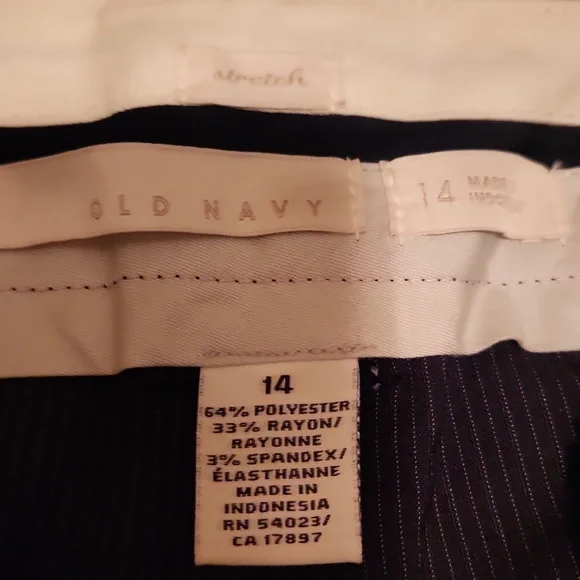 stretch
OLD NAVY
14 MADE IN
INDONESIA
14
64% POLYESTER
33% RAYON/
RAYONNE
3% SPANDEX/
ÉLASTHANNE
MADE IN
INDONESIA
RN 54023/
CA 17897